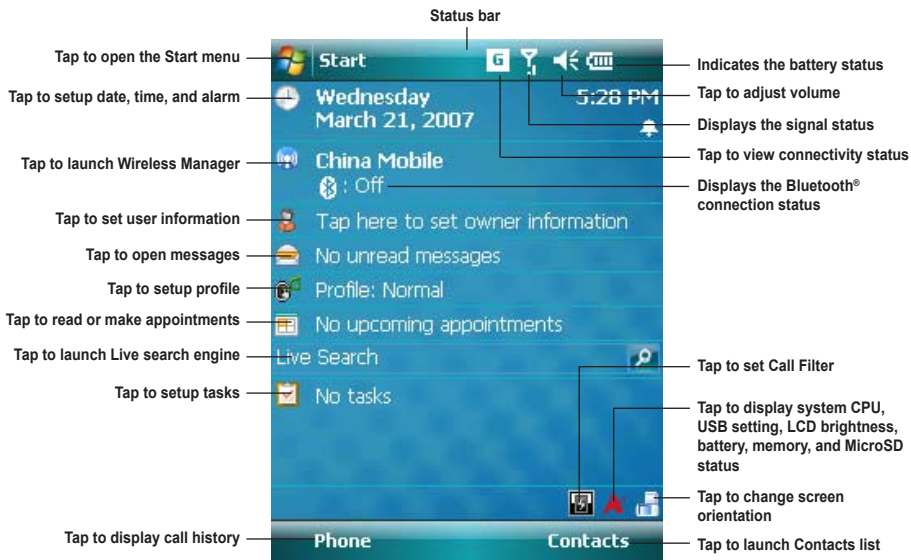 Status bar
Tap to open the Start menu
Start
G
Indicates the battery status
Tap to setup date, time, and alarm
Wednesday
March 21, 2007
5:28 PM
Tap to adjust volume
Displays the signal status
Tap to view connectivity status
Tap to launch Wireless Manager
China Mobile
: Off
Displays the Bluetooth®
connection status
Tap to set user information
Tap here to set owner information
Tap to open messages
No unread messages
Tap to setup profile
Profile: Normal
Tap to read or make appointments
No upcoming appointments
Tap to launch Live search engine
Live Search
Tap to set Call Filter
Tap to setup tasks
No tasks
Tap to display system CPU,
USB setting, LCD brightness,
battery, memory, and MicroSD
status
Tap to change screen
orientation
Tap to display call history
Phone
Contacts
Tap to launch Contacts list